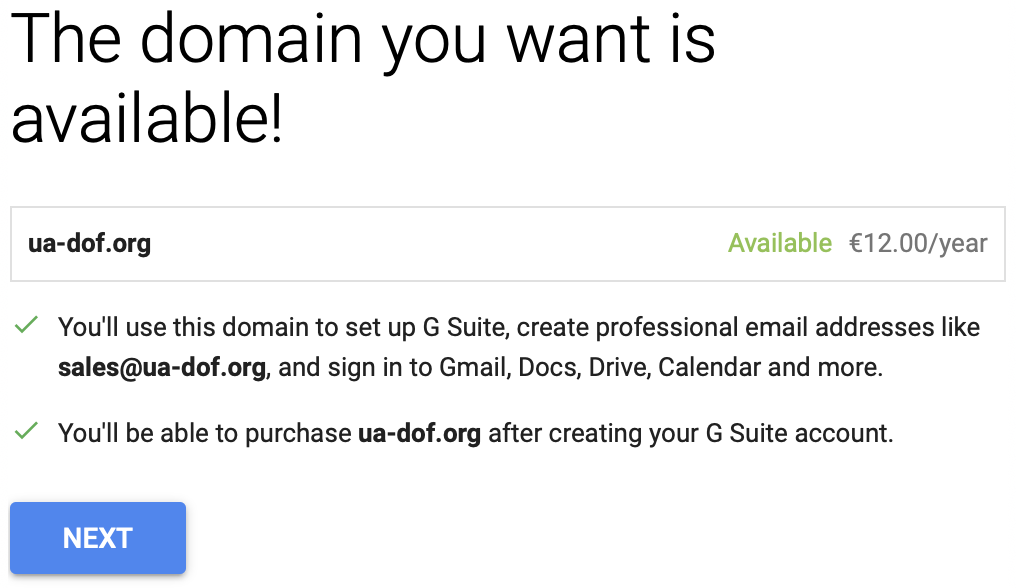 The domain you want is
available!
ua-dof.org Available €12.00/year
You'll use this domain to set up G Suite, create professional email addresses like
sales@ua-dof.org, and sign in to Gmail, Docs, Drive, Calendar and more.
You'll be able to purchase ua-dof.org after creating your G Suite account.
NEXT